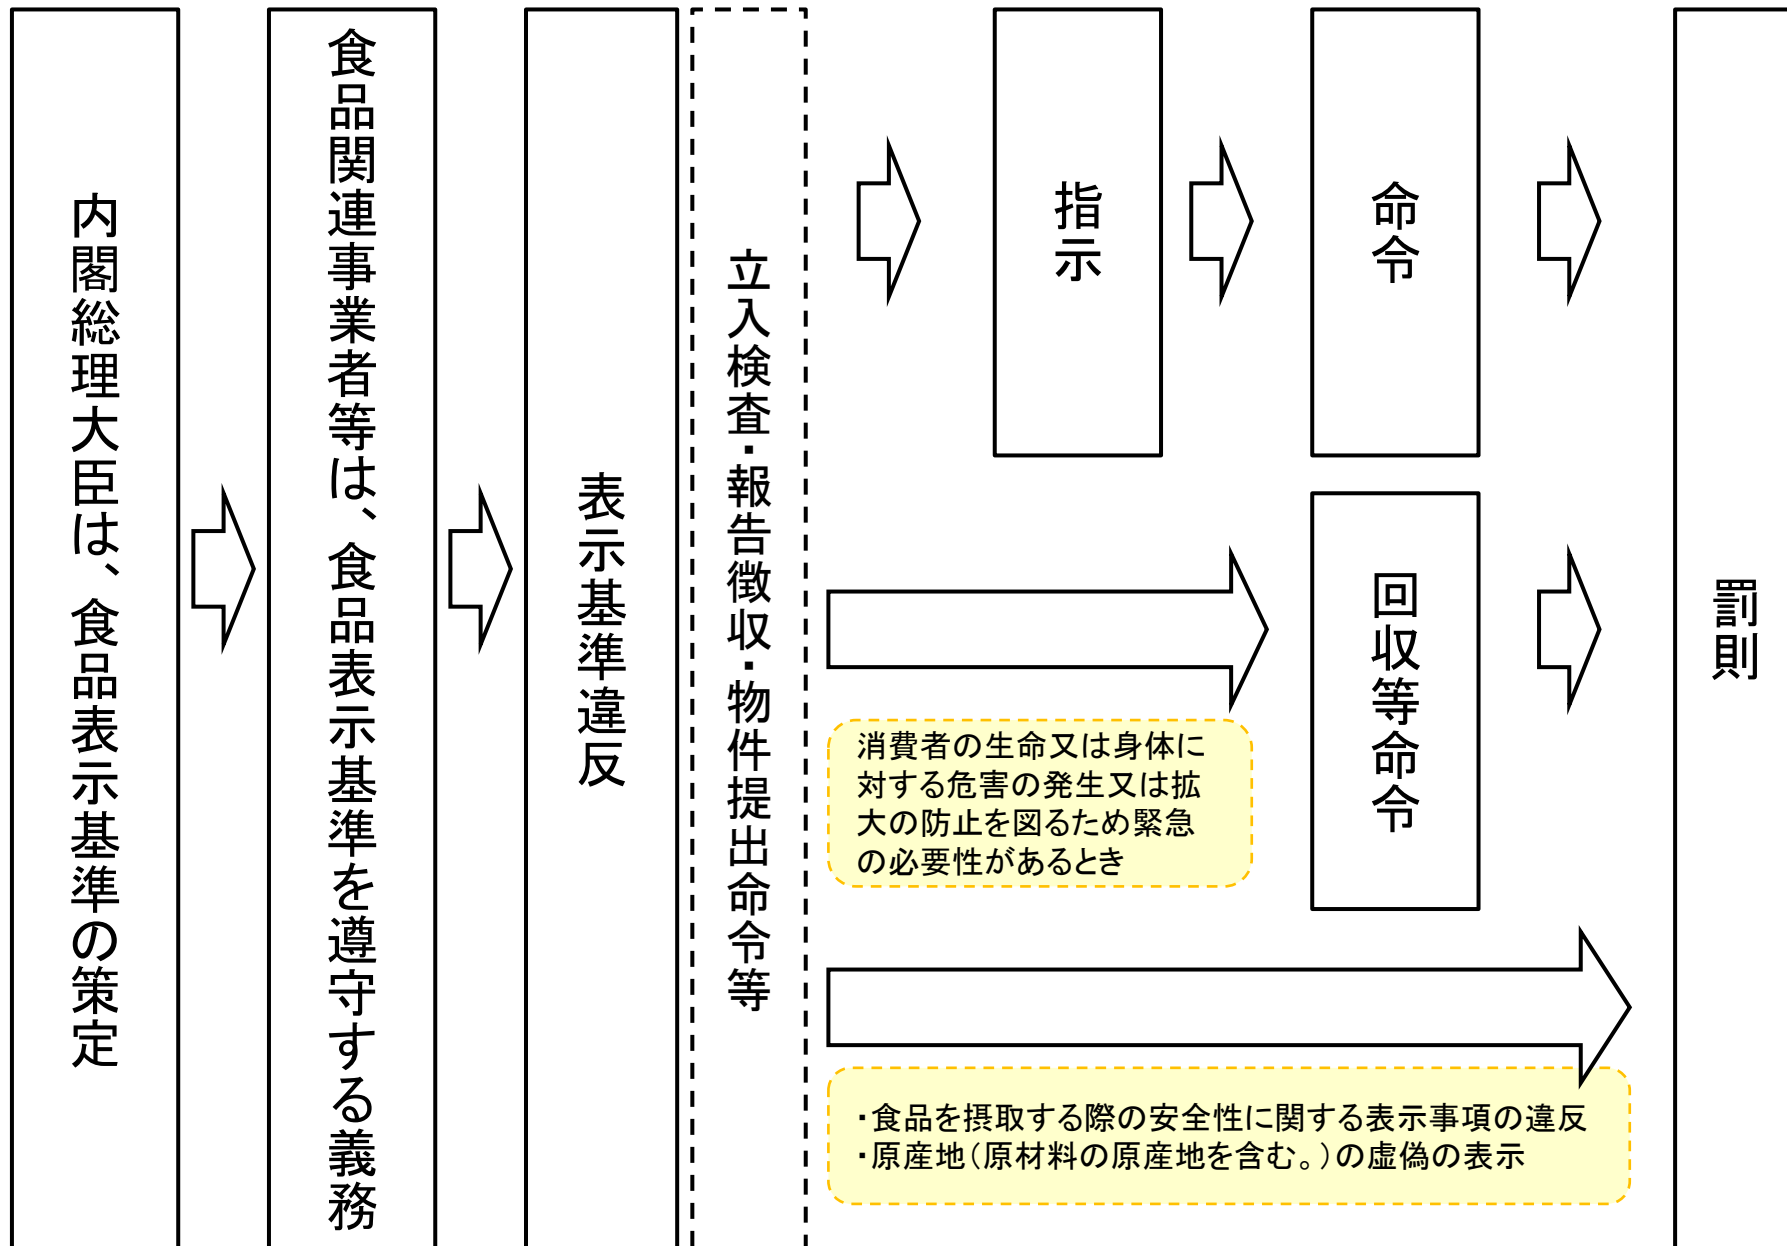 内閣総理大臣は、食品表示基準の策定
食品関連事業者等は、食品表示基準を遵守する義務
表示基準違反
立入検査・報告徴収・物件提出命令等
指示
命令
回収等命令
消費者の生命又は身体に
対する危害の発生又は拡
大の防止を図るため緊急
の必要性があるとき
・食品を摂取する際の安全性に関する表示事項の違反
・原産地（原材料の原産地を含む。）の虚偽の表示
罰則